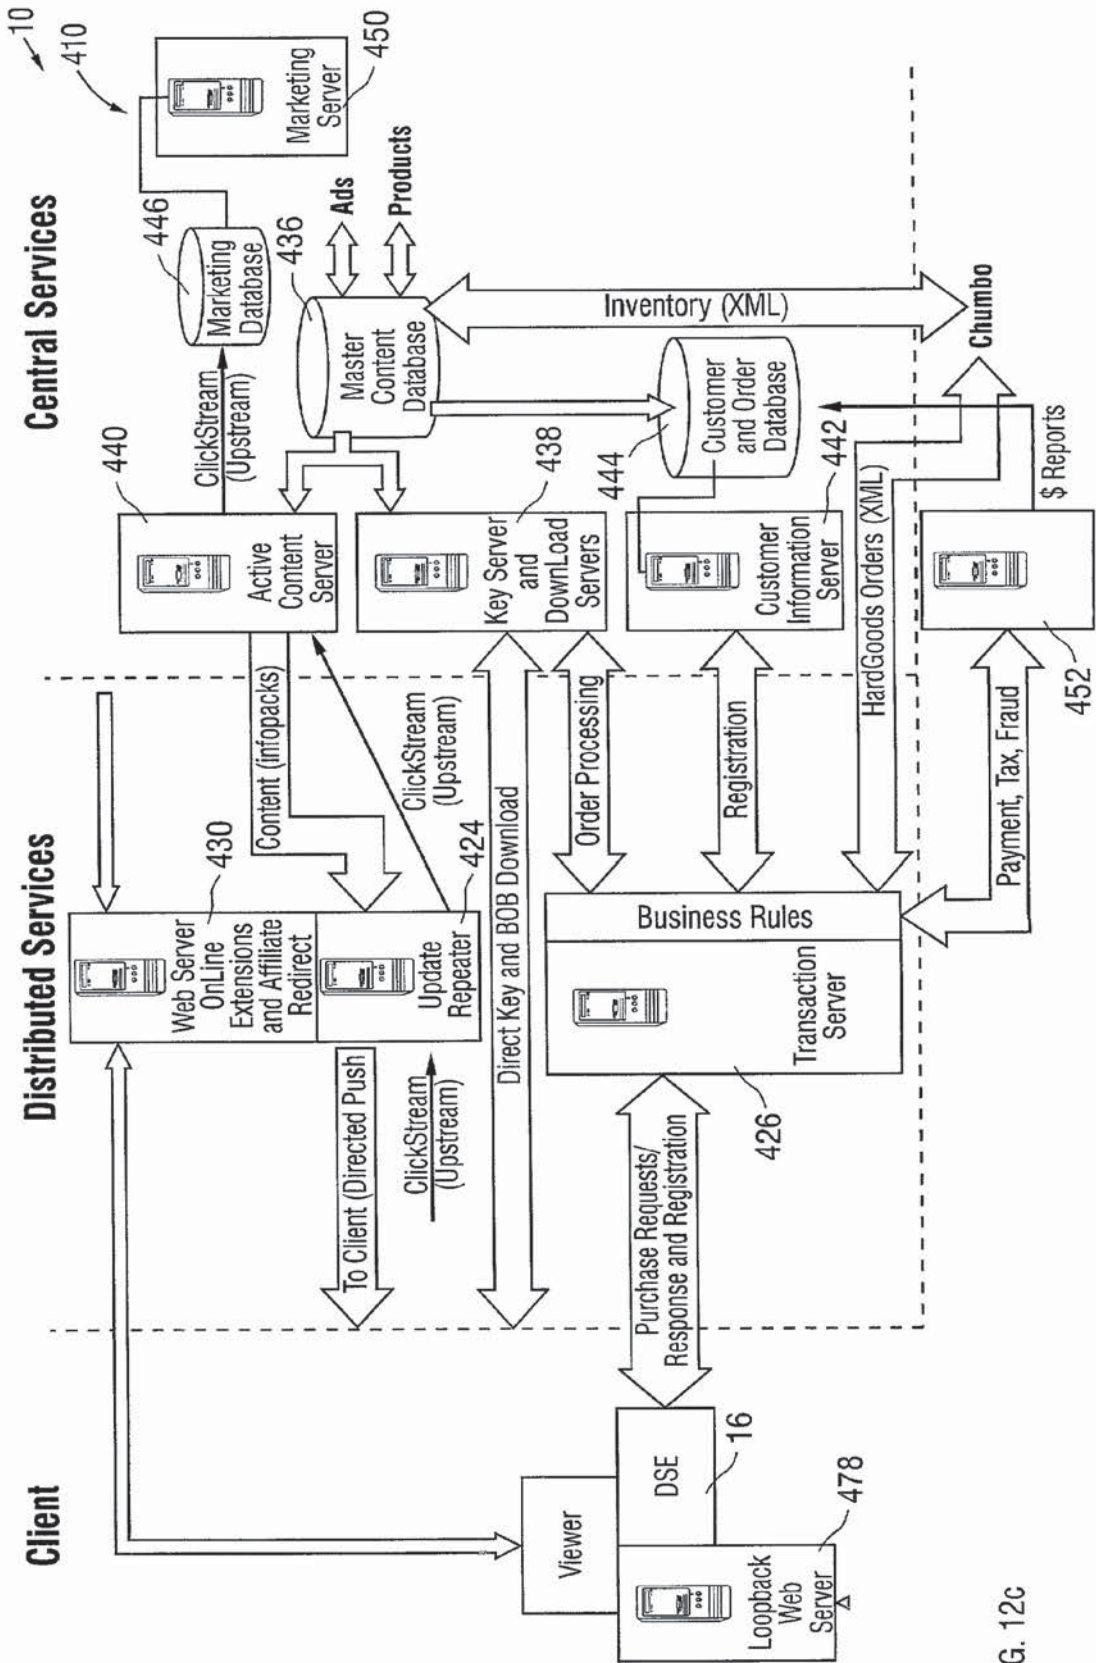 Client
Distributed Services
Central Services
10
410
Marketing
Server
450
446
Marketing
Database
ClickStream
(Upstream)
440
Active
Content
Server
436
Master
Content
Database
Ads
Products
Inventory (XML)
Chumbo
438
Key Server
and
DownLoad
Servers
444
Customer
and Order
Database
442
Customer
Information
Server
HardGoods Orders (XML)
$ Reports
452
Payment, Tax, Fraud
Content (infopacks)
ClickStream
(Upstream)
430
Web Server
OnLine
Extensions
and Affiliate
Redirect
424
Update
Repeater
To Client (Directed Push
ClickStream
(Upstream)
Direct Key and BOB Download
Order Processing
Registration
Business Rules
Transaction
Server
426
Purchase Requests/
Response and Registration
Viewer
DSE
16
Loopback
Web
Server
478
G. 12c